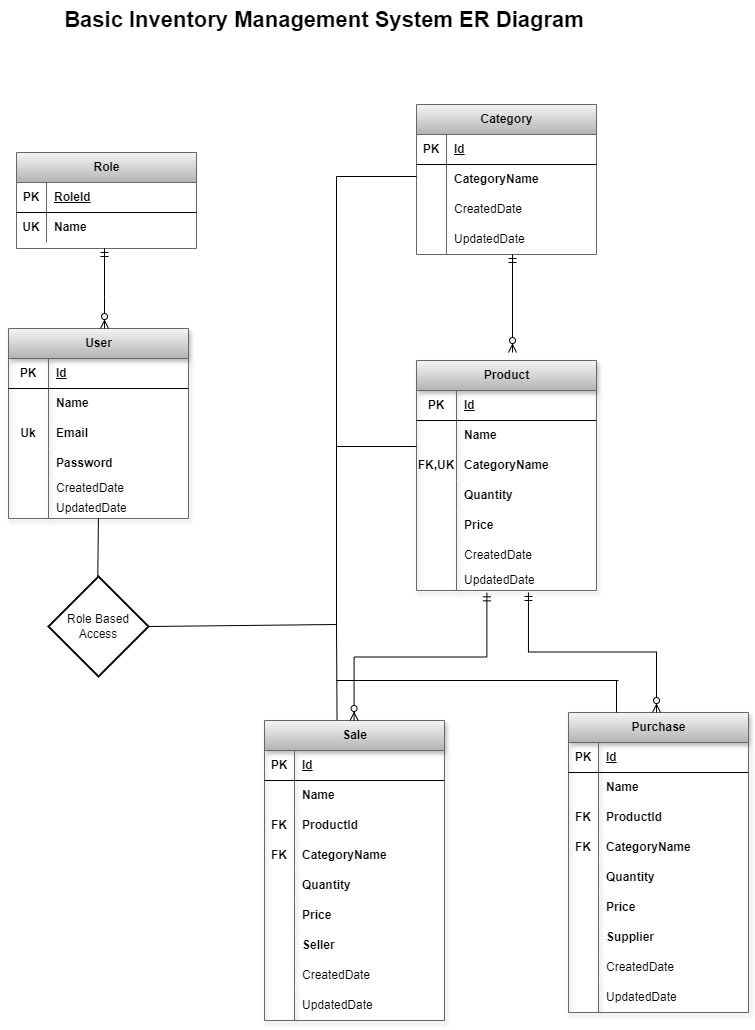 Basic Inventory Management System ER Diagram
Category
PK Id
CategoryName
CreatedDate
UpdatedDate
Role
PK RoleId
UK Name
User
PK Id
Name
Uk Email
Password
CreatedDate
UpdatedDate
Product
PK Id
Name
FK,UK CategoryName
Quantity
Price
CreatedDate
UpdatedDate
Role Based
Access
Sale
PK Id
Name
FK ProductId
FK CategoryName
Quantity
Price
Seller
CreatedDate
UpdatedDate
Purchase
PK Id
Name
FK ProductId
FK CategoryName
Quantity
Price
Supplier
CreatedDate
UpdatedDate